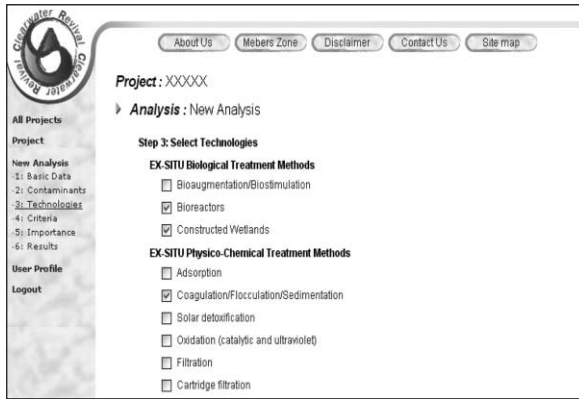 Clearwater Revival Clearwater Revival
About Us Mebers Zone Disclaimer Contact Us Site map
Project : XXXXX
Analysis : New Analysis
All Projects
Project
New Analysis
-1: Basic Data
-2: Contaminants
-3: Technologies
-4: Criteria
-5: Importance
-6: Results
User Profile
Logout
Step 3: Select Technologies
EX-SITU Biological Treatment Methods
Bioaugmentation/Biostimulation
Bioreactors
Constructed Wetlands
EX-SITU Physico-Chemical Treatment Methods
Adsorption
Coagulation/Flocculation/Sedimentation
Solar detoxification
Oxidation (catalytic and ultraviolet)
Filtration
Cartridge filtration